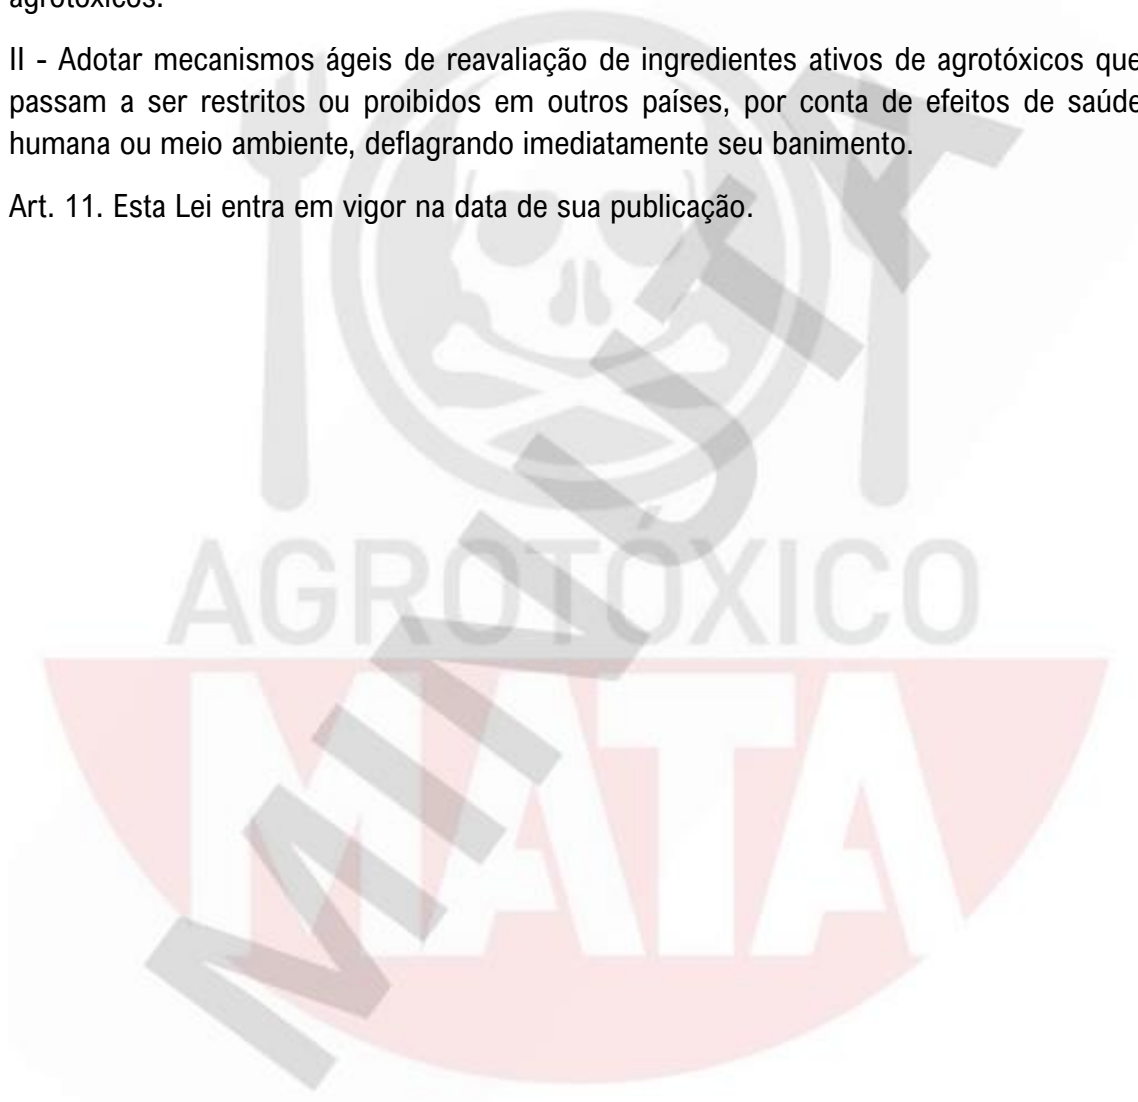 agrotóxicos.
II - Adotar mecanismos ágeis de reavaliação de ingredientes ativos de agrotóxicos que
passam a ser restritos ou proibidos em outros países, por conta de efeitos de saúde
humana ou meio ambiente, deflagrando imediatamente seu banimento.
Art. 11. Esta Lei entra em vigor na data de sua publicação.
MINUTA
AGROTÓXICO
MATA